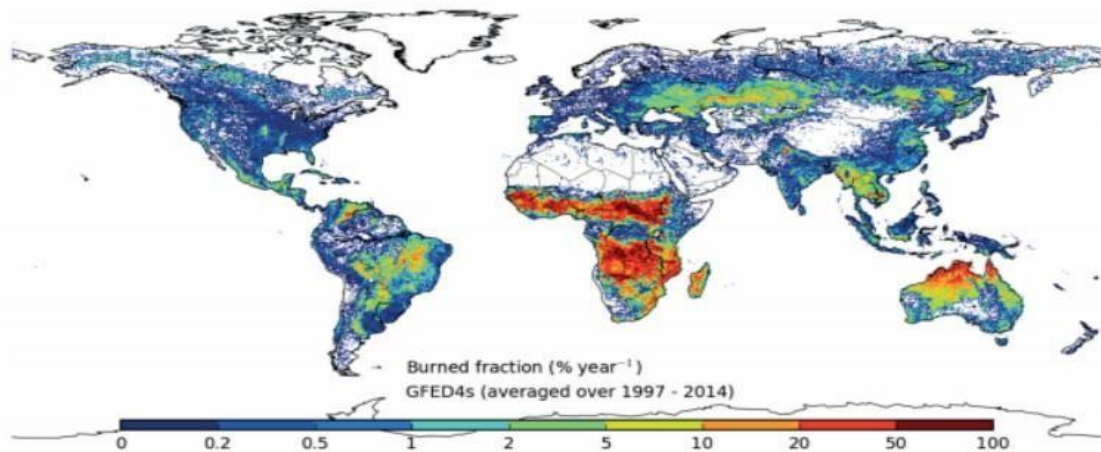 Burned fraction (% year⁻¹)
GFED4s (averaged over 1997 - 2014)
0 0.2 0.5 1 2 5 10 20 50 100